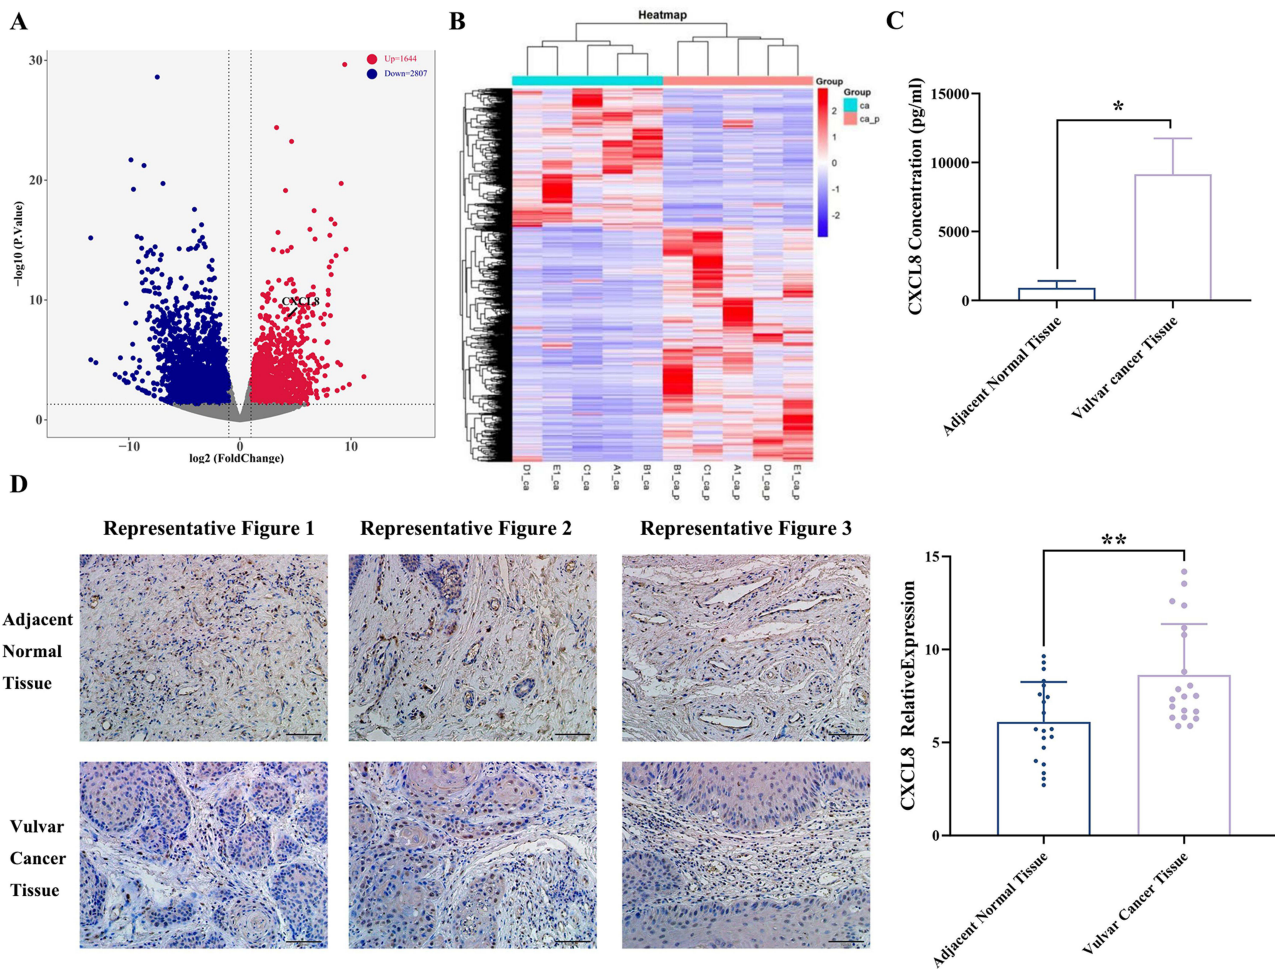 A
30
20
10
0
−10
0
10
−log10 (P.Value)
log2 (FoldChange)
Up=1644
Down=2807
CXCL8
B
Heatmap
Group
2
1
0
-1
-2
Group
ca
ca_p
D1_ca
E1_ca
C1_ca
A1_ca
B1_ca
B1_ca_p
C1_ca_p
A1_ca_p
D1_ca_p
E1_ca_p
C
CXCL8 Concentration (pg/ml)
15000
10000
5000
0
*
Adjacent Normal Tissue
Vulvar cancer Tissue
D
Representative Figure 1
Representative Figure 2
Representative Figure 3
Adjacent
Normal
Tissue
Vulvar
Cancer
Tissue
CXCL8 RelativeExpression
15
10
5
0
**
Adjacent Normal Tissue
Vulvar Cancer Tissue